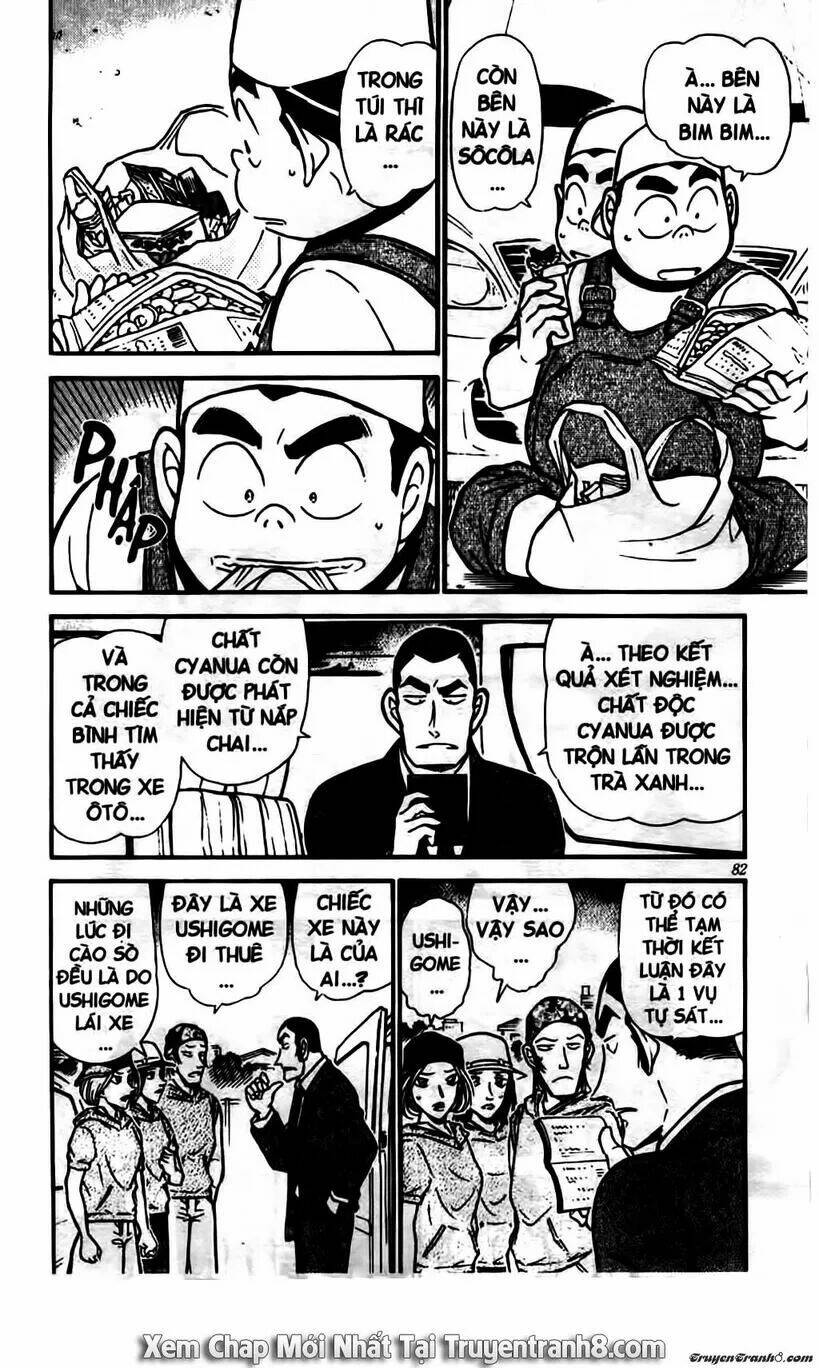 À... BÊN
NÀY LÀ
BIM BIM...
CÒN
BÊN
NÀY LÀ
SÔCÔLA
...
TRONG
TÚI THÌ
LÀ RÁC
...
PHẬP
À... THEO KẾT
QUẢ XÉT NGHIỆM...
CHẤT ĐỘC
CYANUA ĐƯỢC
TRỘN LẪN TRONG
TRÀ XANH...
CHẤT
CYANUA CÒN
ĐƯỢC PHÁT
HIỆN TỪ NẮP
CHAI...
VÀ
TRONG
CẢ CHIẾC
BÌNH TÌM
THẤY
TRONG XE
ÔTÔ...
82
TỪ ĐÓ CÓ
THỂ TẠM
THỜI KẾT
LUẬN ĐÂY
LÀ 1 VỤ
TỰ SÁT...
VẬY...
VẬY SAO
...
USHI-
GOME
...
CHIẾC
XE NÀY
LÀ CỦA
AI...?
ĐÂY LÀ XE
USHIGOME
ĐI THUÊ
...
NHỮNG
LÚC ĐI
CÀO SÒ
ĐỀU LÀ DO
USHIGOME
LÁI XE
...
Xem Chap Mới Nhất Tại Truyentranh8.com
TruyenTranh8.com